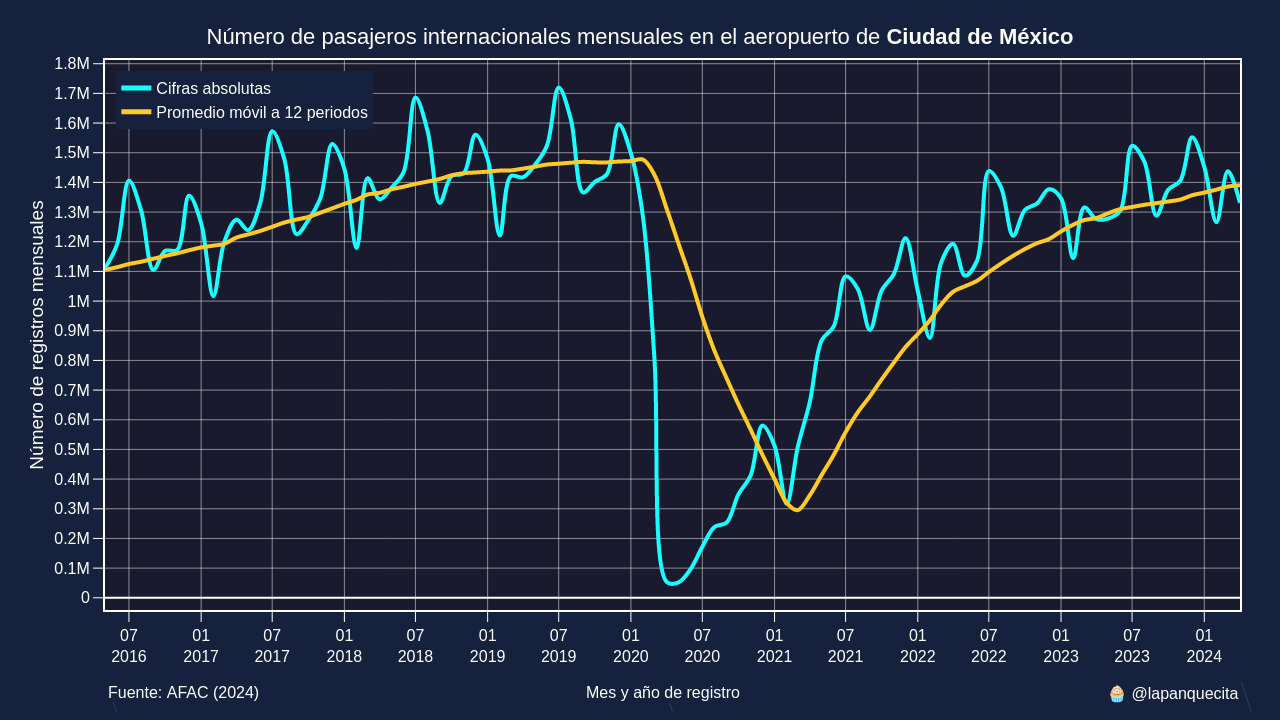 Número de pasajeros internacionales mensuales en el aeropuerto de Ciudad de México
Cifras absolutas
Promedio móvil a 12 periodos
Número de registros mensuales
1.8M
1.7M
1.6M
1.5M
1.4M
1.3M
1.2M
1.1M
1M
0.9M
0.8M
0.7M
0.6M
0.5M
0.4M
0.3M
0.2M
0.1M
0
07 01 07 01 07 01 07 01 07 01 07 01 07 01 07 01
2016 2017 2017 2018 2018 2019 2019 2020 2020 2021 2021 2022 2022 2023 2023 2024
Fuente: AFAC (2024)
Mes y año de registro
🧁 @lapanquecita